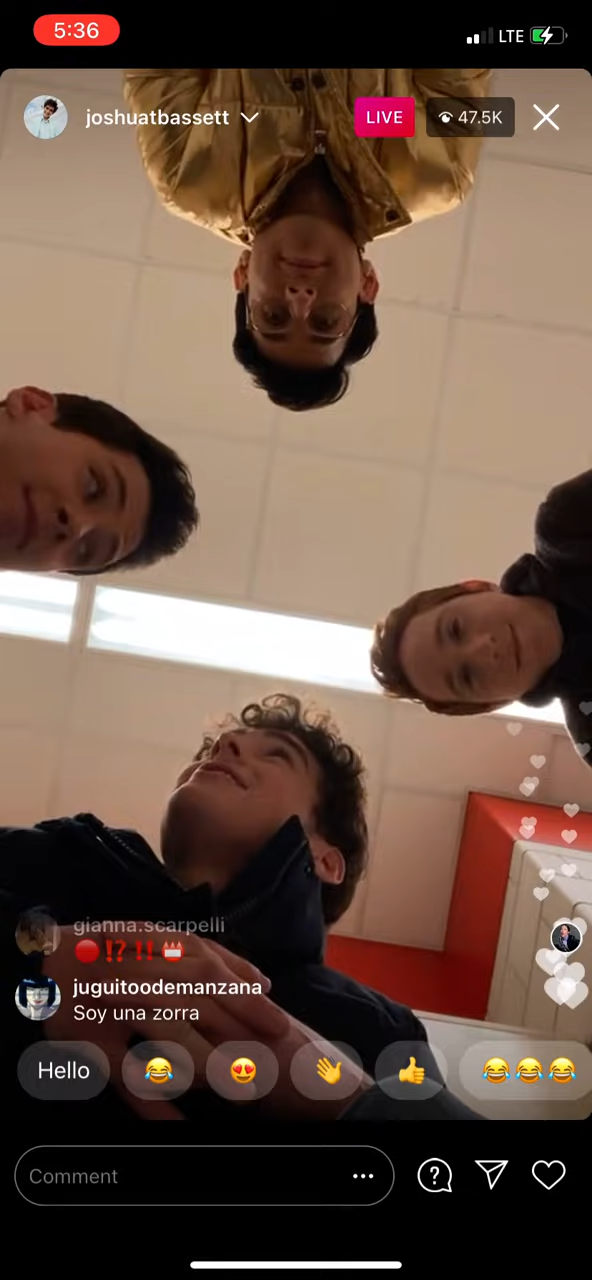 5:36
LTE
joshuatbassett
LIVE
47.5K
gianna.scarpelli
🔴⁉️‼️📛
juguitoodemanzana
Soy una zorra
Hello
😂
😍
👋
👍
😂😂😂
Comment